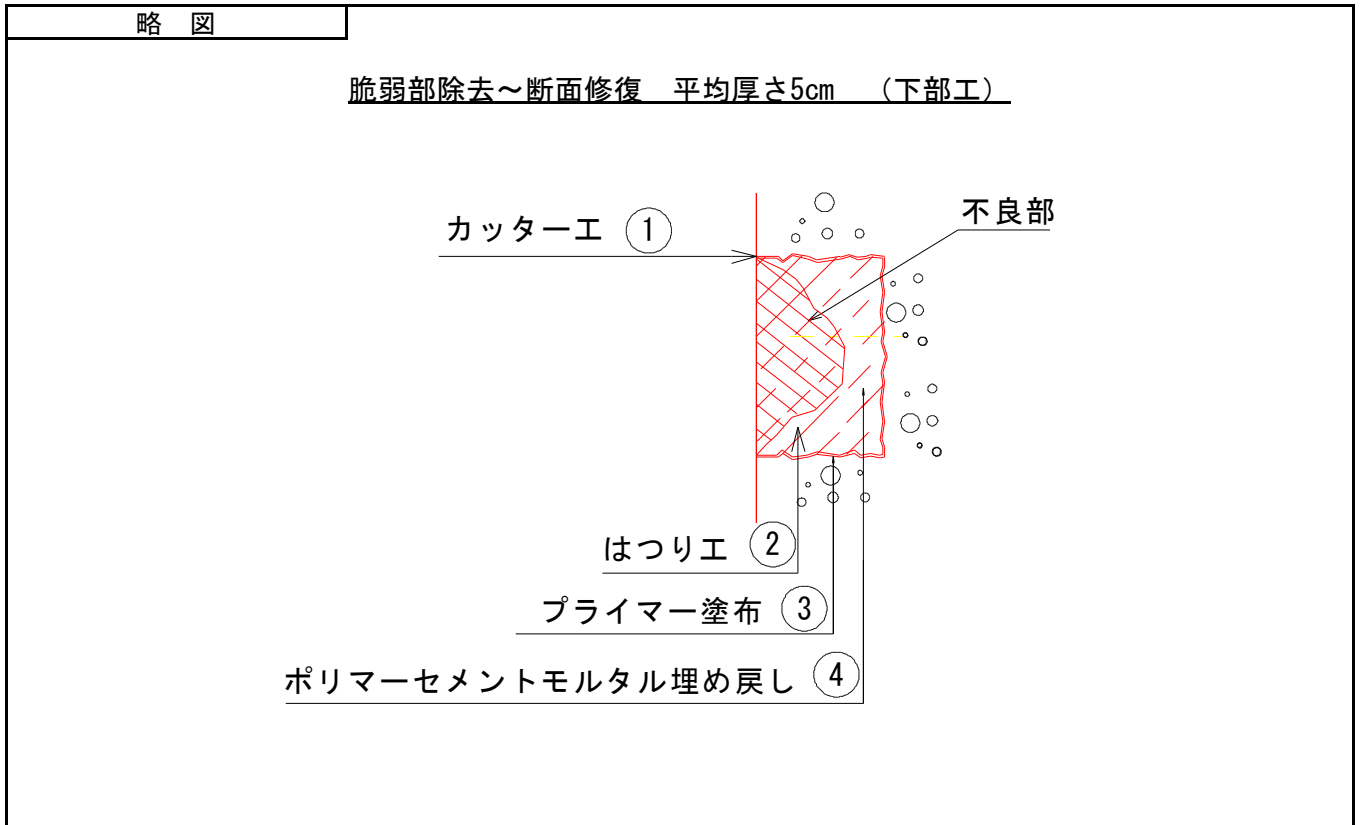 略 図
脆弱部除去～断面修復 平均厚さ5cm （下部工）
カッター工 ①
不良部
はつり工 ②
プライマー塗布 ③
ポリマーセメントモルタル埋め戻し ④